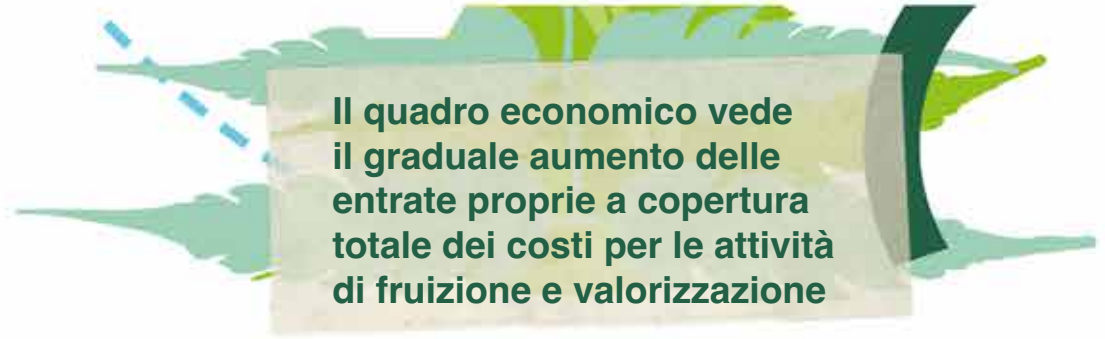 Il quadro economico vede
il graduale aumento delle
entrate proprie a copertura
totale dei costi per le attività
di fruizione e valorizzazione